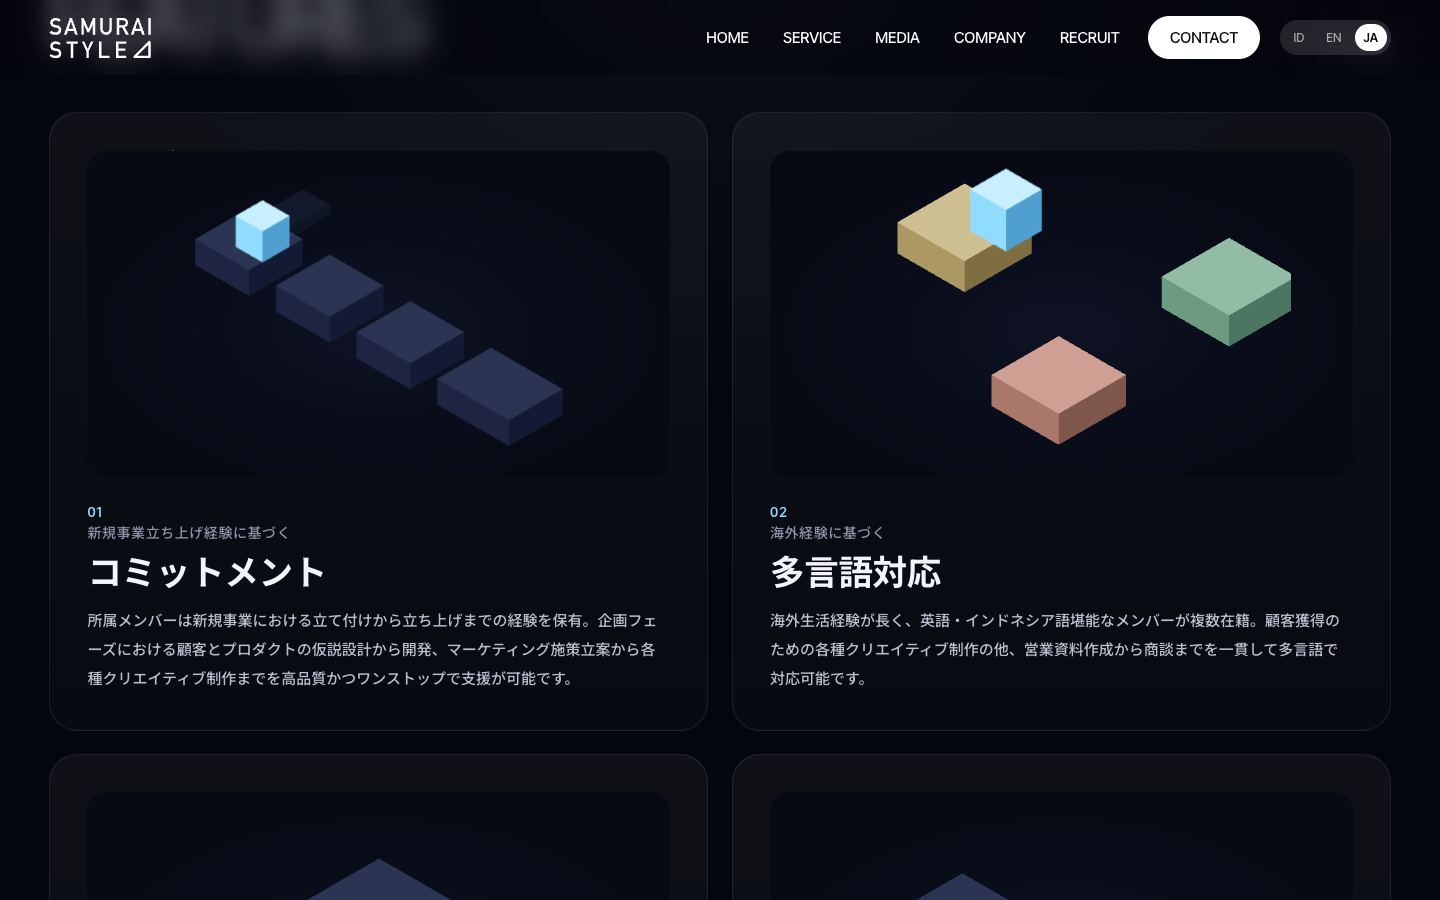 SAMURAI
STYLE
HOME
SERVICE
MEDIA
COMPANY
RECRUIT
CONTACT
ID
EN
JA
01
新規事業立ち上げ経験に基づく
コミットメント
所属メンバーは新規事業における立て付けから立ち上げまでの経験を保有。企画フェ
ーズにおける顧客とプロダクトの仮説設計から開発、マーケティング施策立案から各
種クリエイティブ制作までを高品質かつワンストップで支援が可能です。
02
海外経験に基づく
多言語対応
海外生活経験が長く、英語・インドネシア語堪能なメンバーが複数在籍。顧客獲得の
ための各種クリエイティブ制作の他、営業資料作成から商談までを一貫して多言語で
対応可能です。